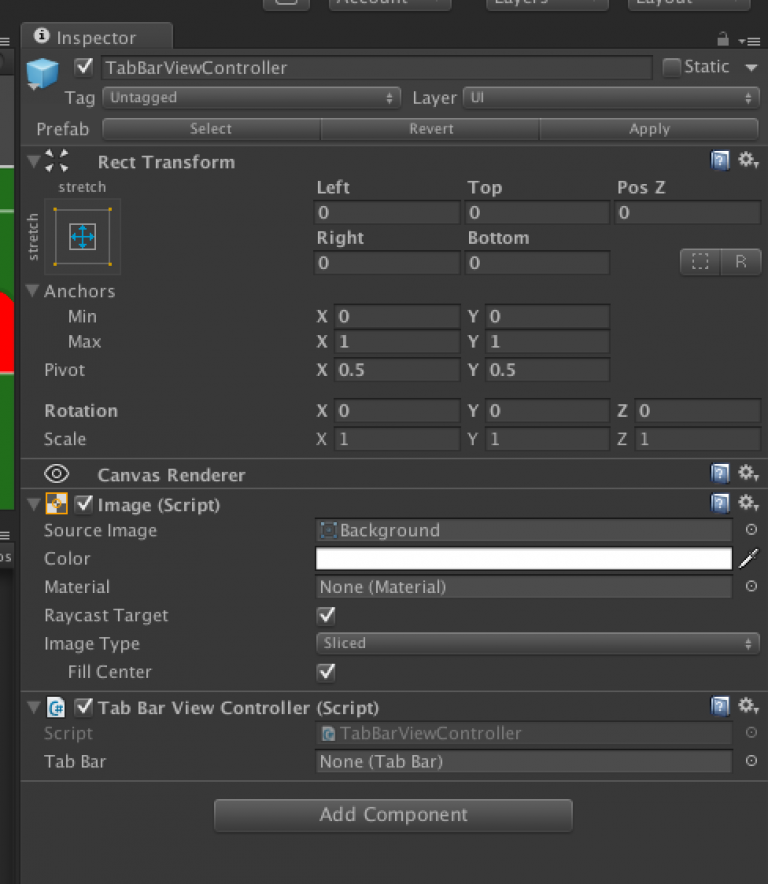 Account Layers Layout
Inspector
TabBarViewController Static
Tag Untagged Layer UI
Prefab Select Revert Apply
Rect Transform
stretch Left Top Pos Z
stretch
0 0 0
Right Bottom
0 0 R
Anchors
Min X 0 Y 0
Max X 1 Y 1
Pivot X 0.5 Y 0.5
Rotation X 0 Y 0 Z 0
Scale X 1 Y 1 Z 1
Canvas Renderer
Image (Script)
Source Image Background
Color
Material None (Material)
Raycast Target
Image Type Sliced
Fill Center
Tab Bar View Controller (Script)
Script TabBarViewController
Tab Bar None (Tab Bar)
Add Component